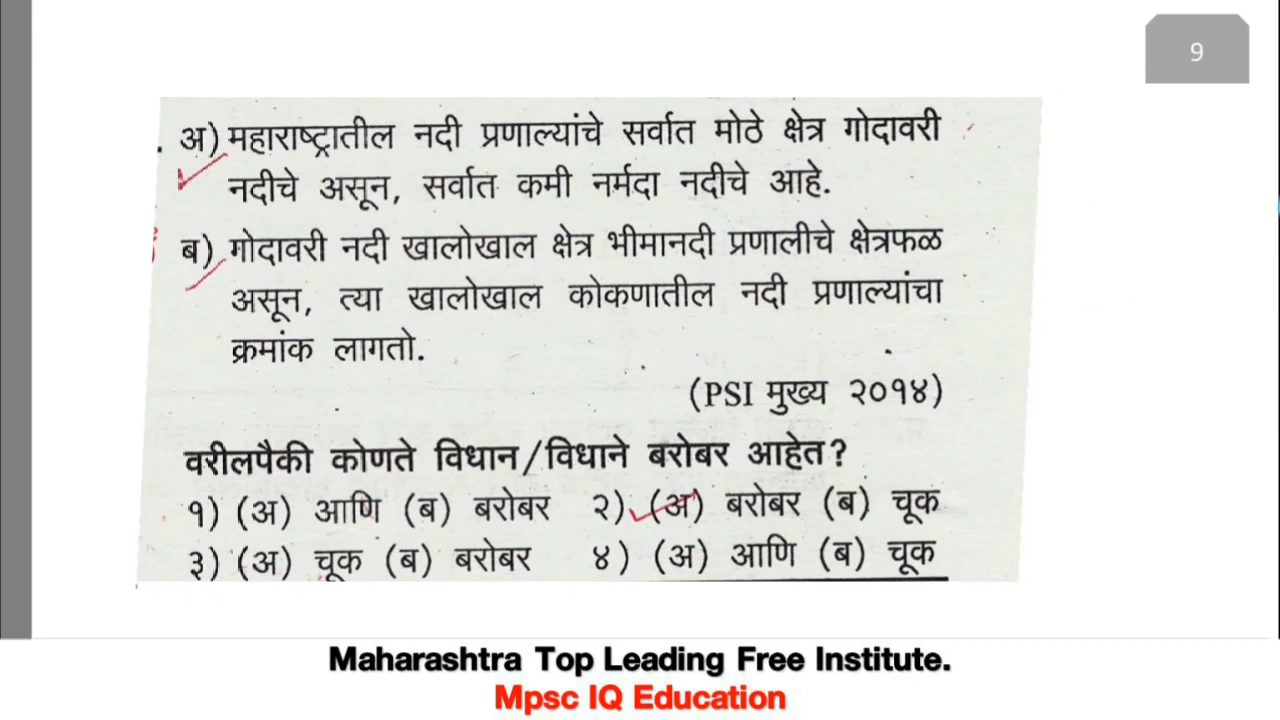 9
अ) महाराष्ट्रातील नदी प्रणाल्यांचे सर्वात मोठे क्षेत्र गोदावरी
नदीचे असून, सर्वात कमी नर्मदा नदीचे आहे.
ब) गोदावरी नदी खालोखाल क्षेत्र भीमानदी प्रणालीचे क्षेत्रफळ
असून, त्या खालोखाल कोकणातील नदी प्रणाल्यांचा
क्रमांक लागतो.
(PSI मुख्य २०१४)
वरीलपैकी कोणते विधान/विधाने बरोबर आहेत?
१) (अ) आणि (ब) बरोबर २) (अ) बरोबर (ब) चूक
३) (अ) चूक (ब) बरोबर ४) (अ) आणि (ब) चूक
Maharashtra Top Leading Free Institute.
Mpsc IQ Education